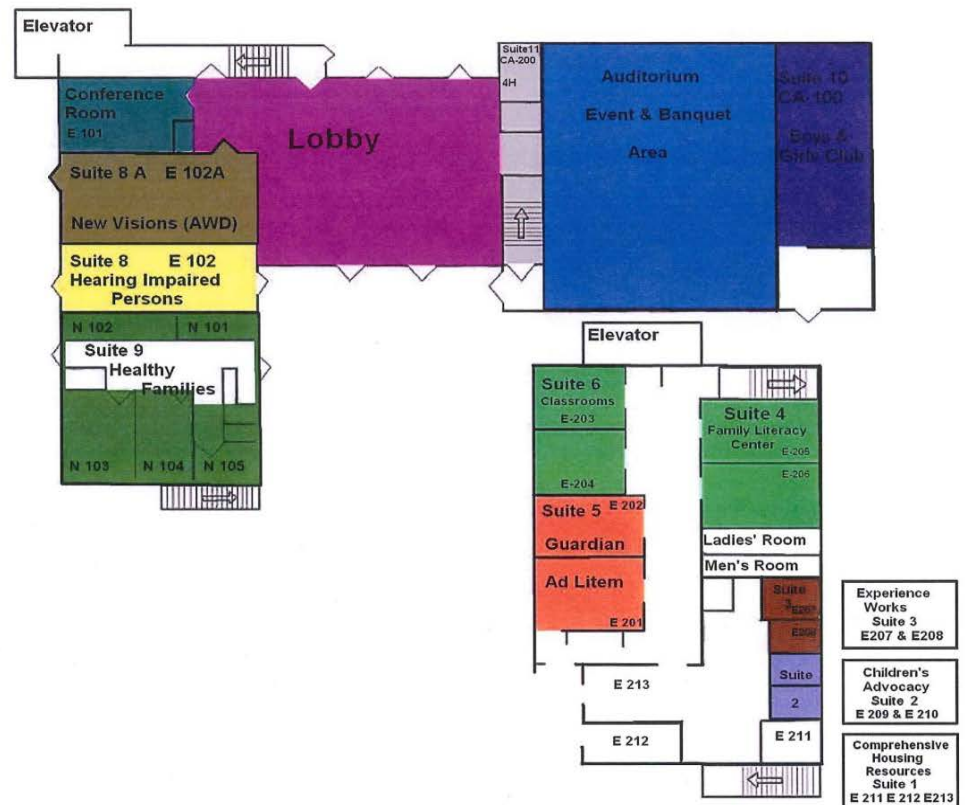 Elevator
Conference
Room
E 101
Lobby
Suite11
CA-200
4H
Auditorium
Event & Banquet
Area
Suite 10
CA-100
Boys &
Girls Club
Suite 8 A E 102A
New Visions (AWD)
Suite 8 E 102
Hearing Impaired
Persons
N 102 N 101
Suite 9
Healthy
Families
N 103 N 104 N 105
Elevator
Suite 6
Classrooms
E-203
E-204
Suite 4
Family Literacy
Center
E-205
E-206
Suite 5 E 202
Guardian
Ad Litem
E 201
Ladies' Room
Men's Room
Suite
3 E207
E208
Suite
2
E 213
E 212
E 211
Experience
Works
Suite 3
E207 & E208
Children's
Advocacy
Suite 2
E 209 & E 210
Comprehensive
Housing
Resources
Suite 1
E 211 E 212 E213